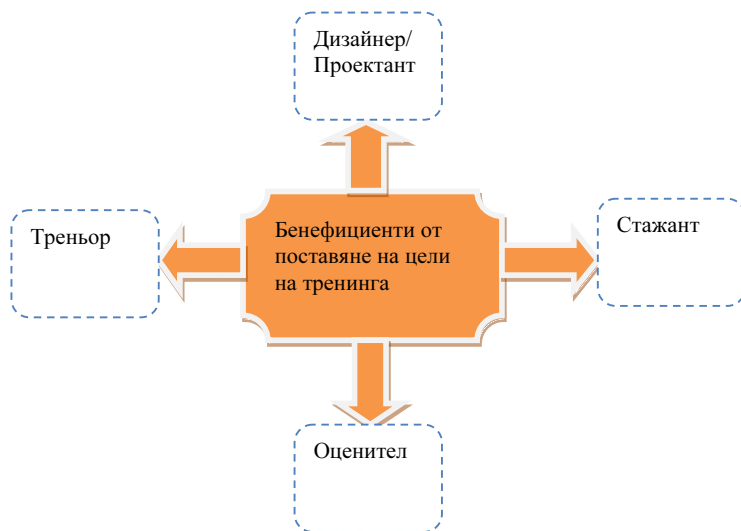 Дизайнер/
Проектант
Треньор
Бенефициенти от
поставяне на цели
на тренинга
Стажант
Оценител